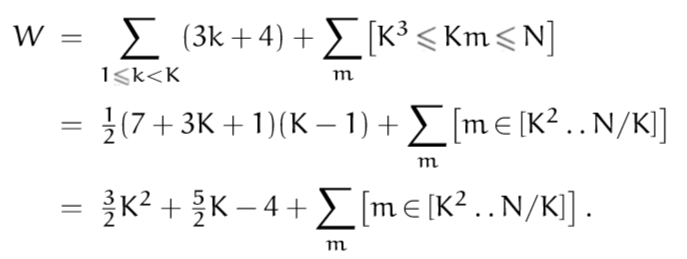 W = ∑_{1⩽k<K} (3k + 4) + ∑_m [K³ ⩽ Km ⩽ N]
= ½(7 + 3K + 1)(K − 1) + ∑_m [m ∈ [K² .. N/K]]
= 3/2 K² + 5/2 K − 4 + ∑_m [m ∈ [K² .. N/K]] .